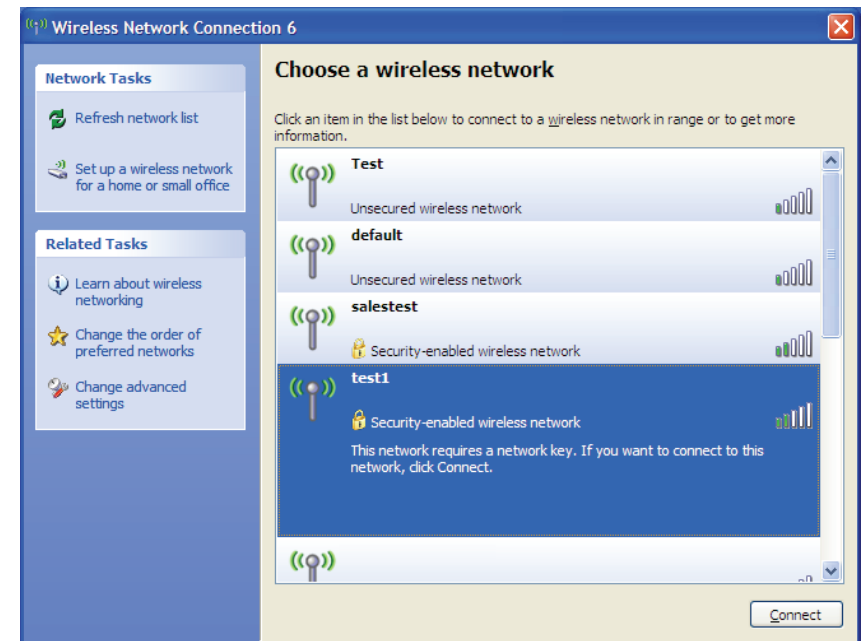 Wireless Network Connection 6
Network Tasks
Refresh network list
Set up a wireless network
for a home or small office
Related Tasks
Learn about wireless
networking
Change the order of
preferred networks
Change advanced
settings
Choose a wireless network
Click an item in the list below to connect to a wireless network in range or to get more
information.
Test
Unsecured wireless network
default
Unsecured wireless network
salestest
Security-enabled wireless network
test1
Security-enabled wireless network
This network requires a network key. If you want to connect to this
network, click Connect.
Connect